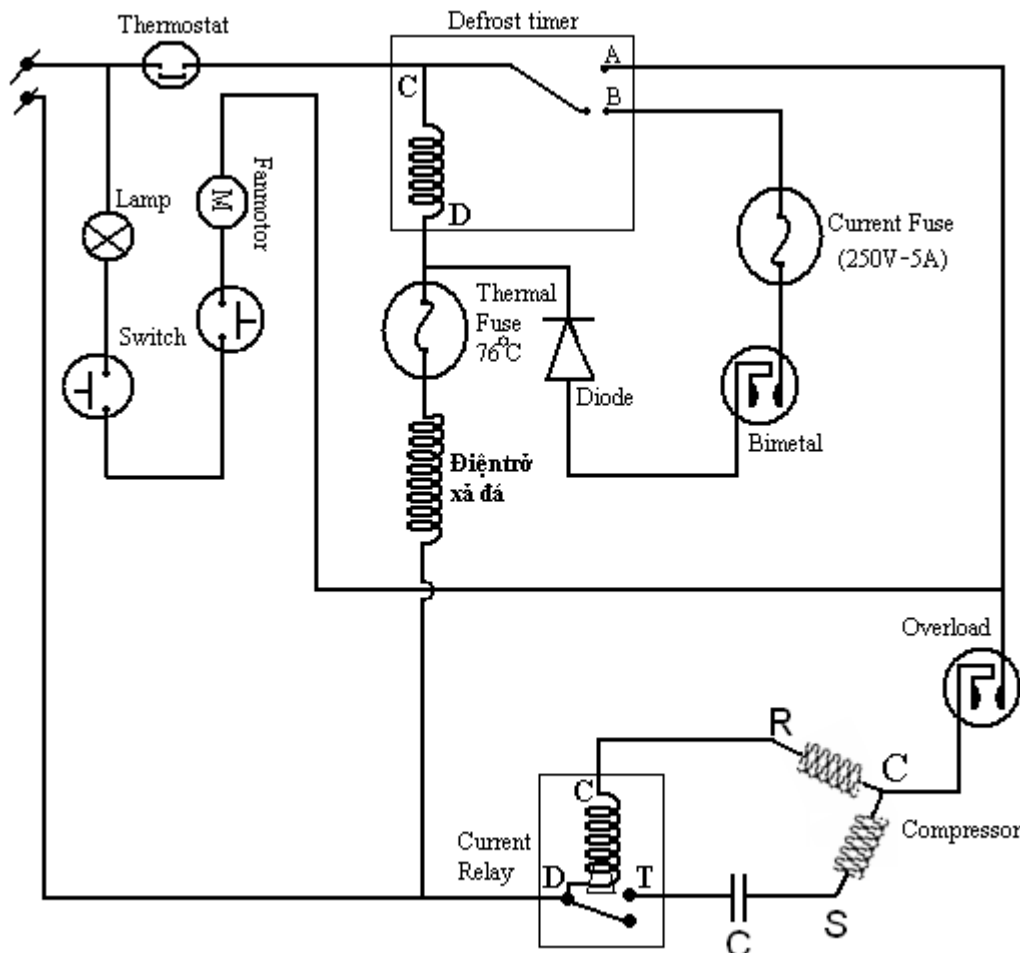 Thermostat
Defrost timer
A
C
B
Lamp
Fanmotor
M
D
Current Fuse
(250V-5A)
Thermal
Fuse
76°C
Switch
Diode
Bimetal
Điệntrở
xả đá
Overload
R
C
C
Compressor
Current
Relay
D
T
C
S